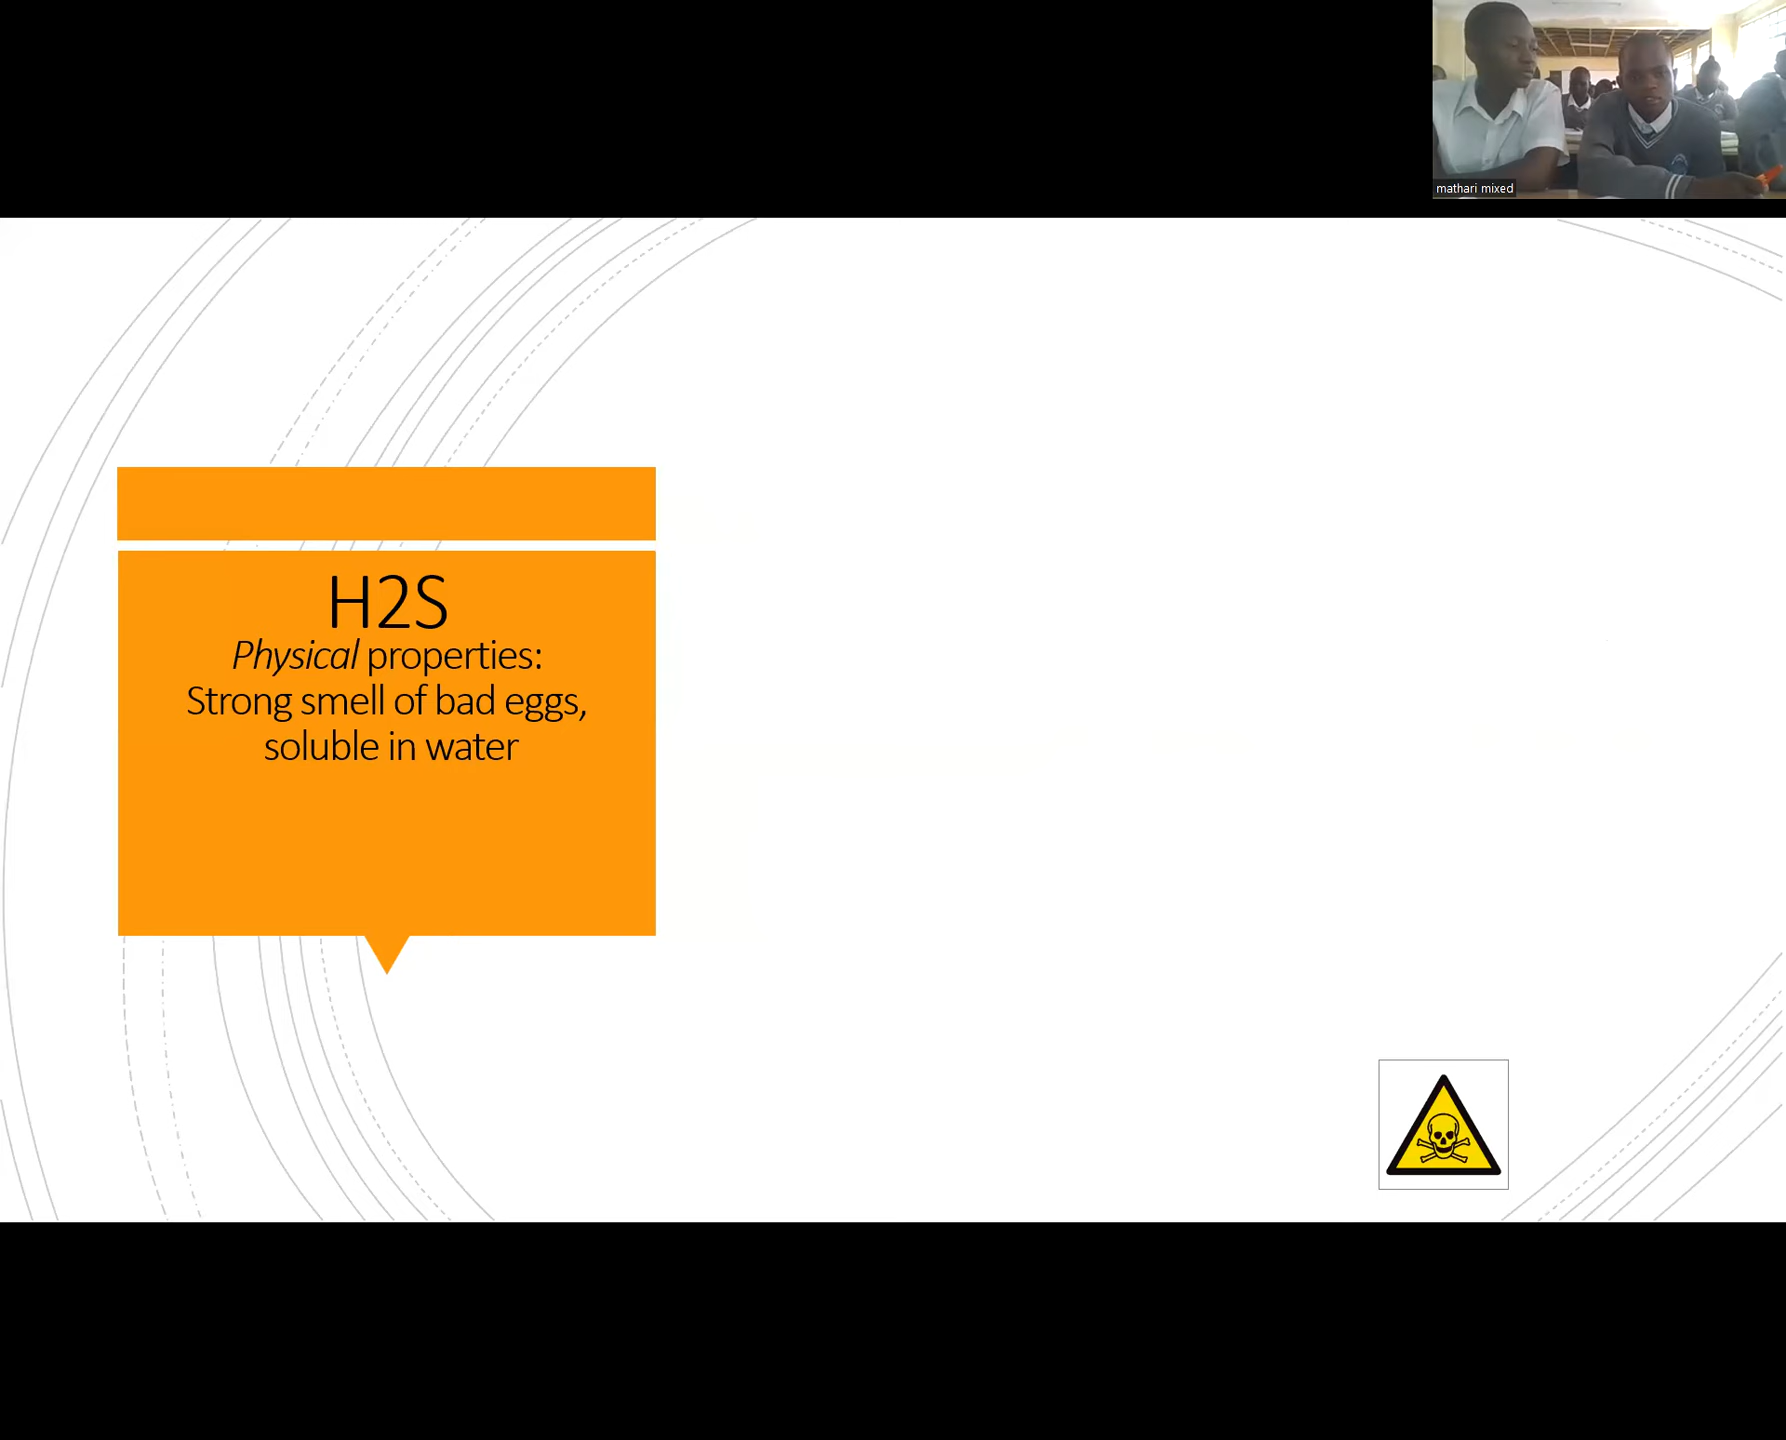 mathari mixed
H2S
Physical properties:
Strong smell of bad eggs,
soluble in water